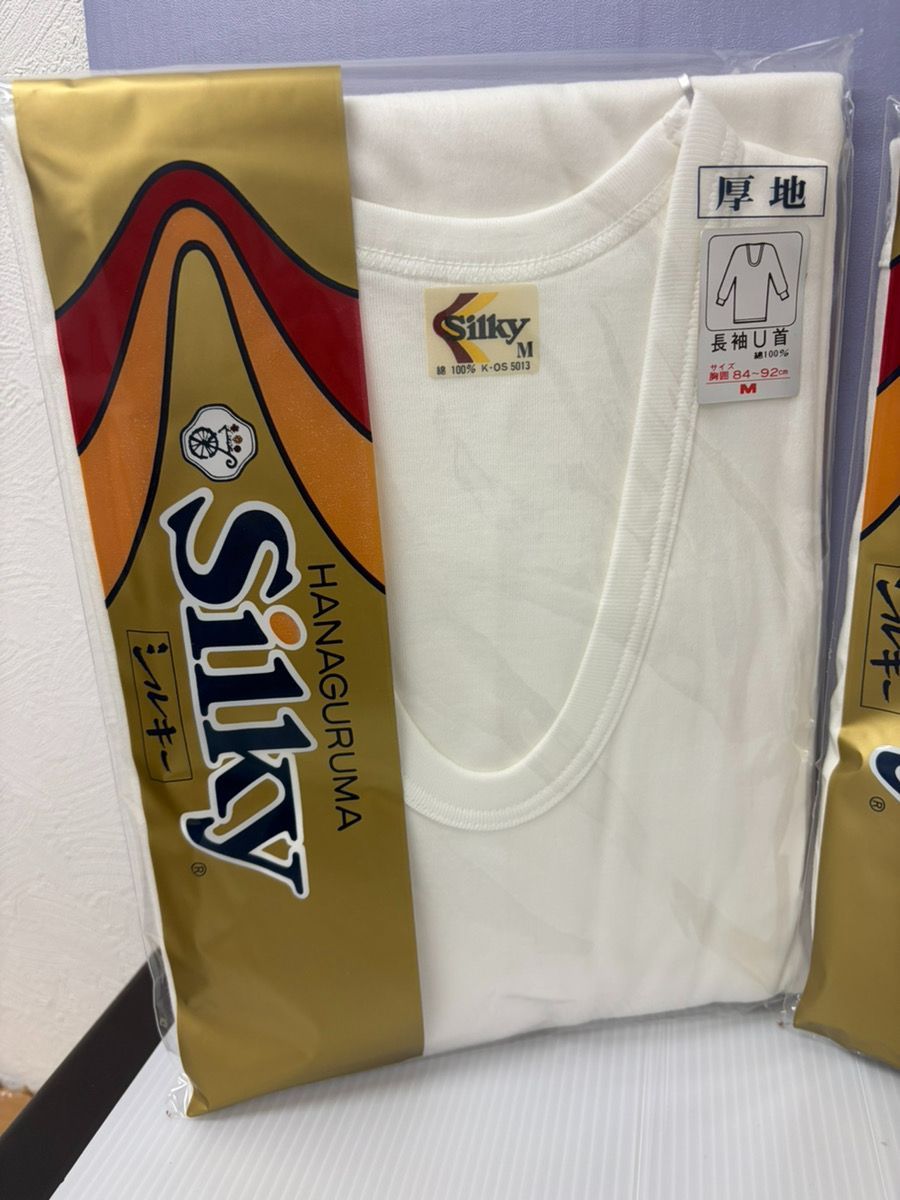 HANAGURUMA
Silky
®
シルキー
Silky
M
綿 100% K-OS 5013
厚地
長袖U首
綿100%
サイズ
胸囲 84~92cm
M
シルキー
®